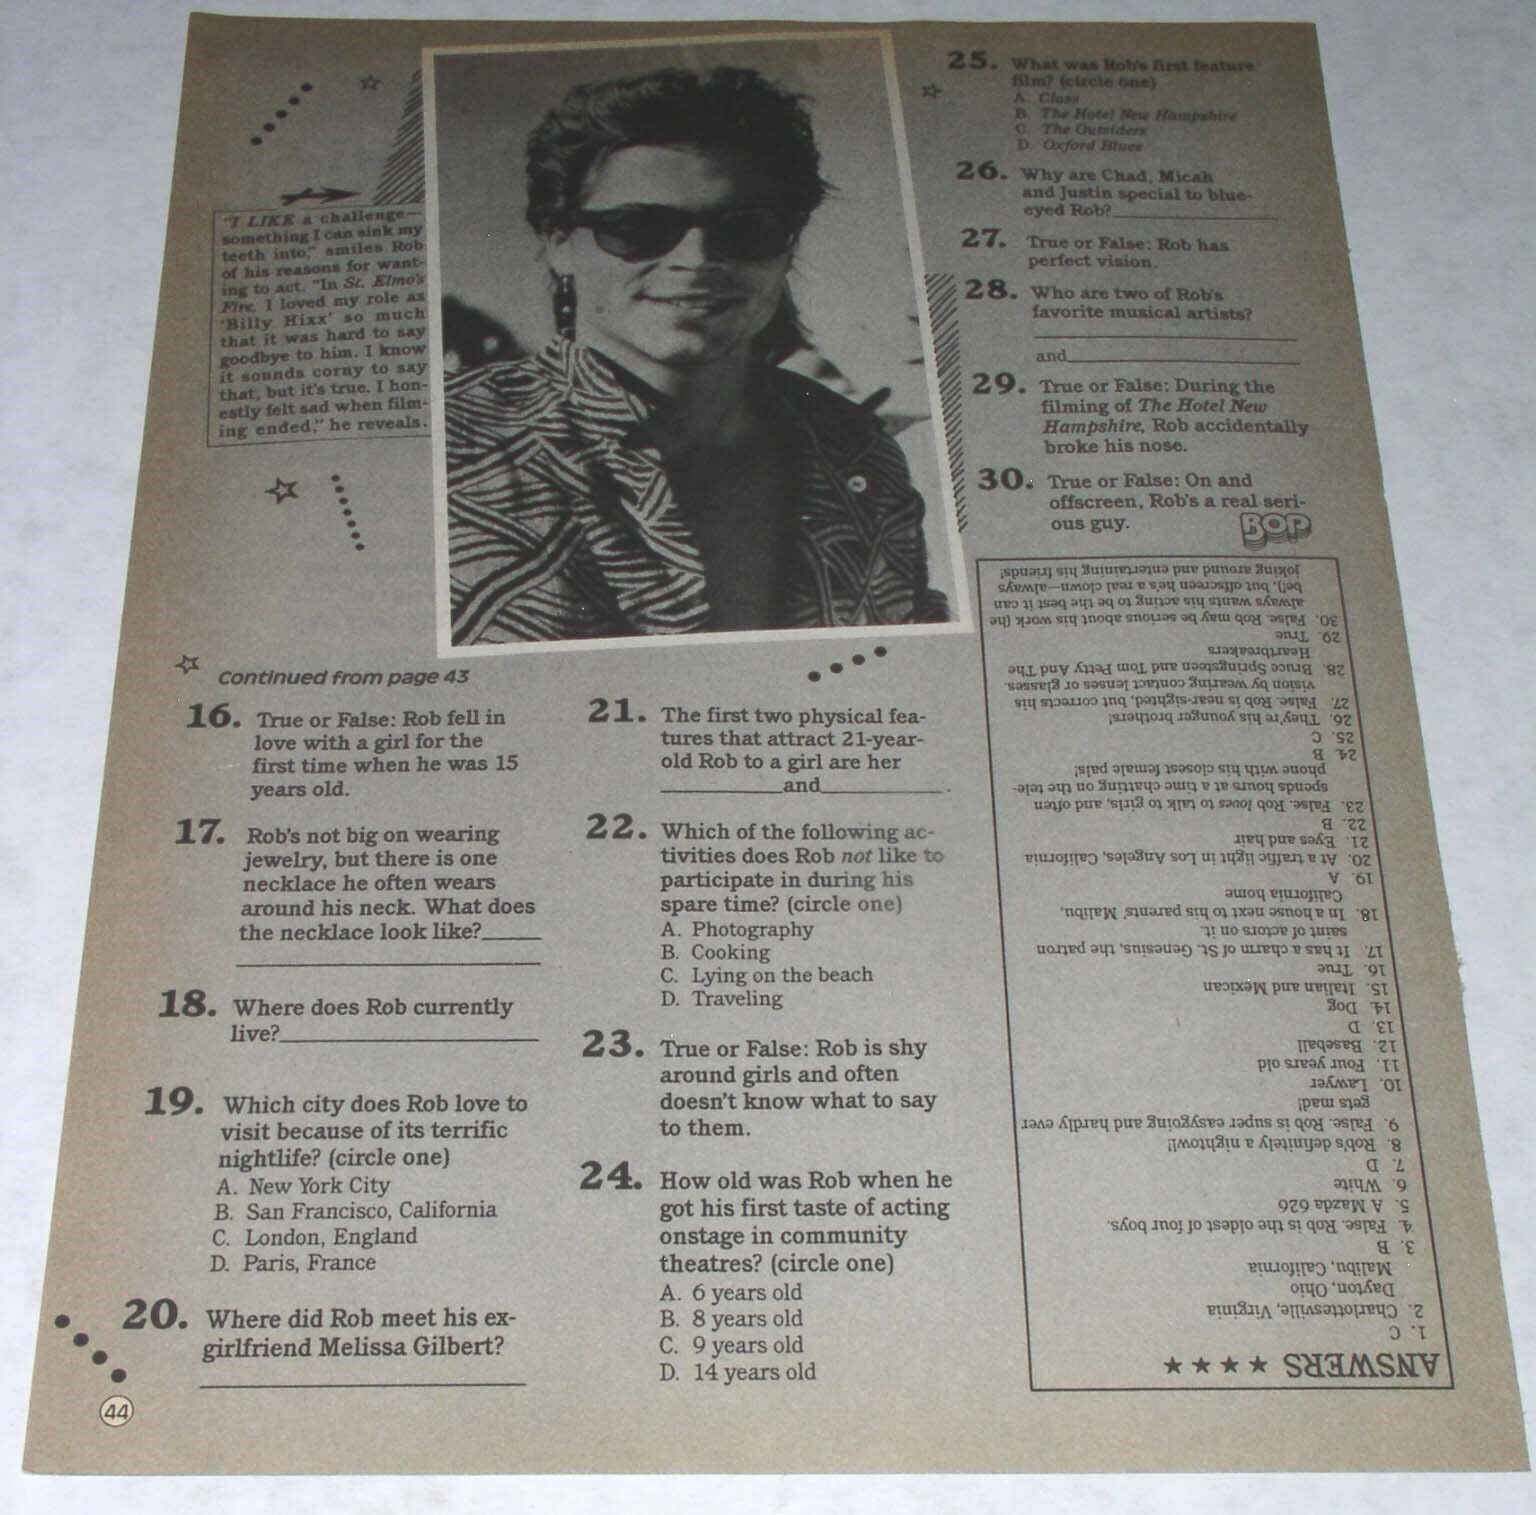 "I LIKE a challenge—
something I can sink my
teeth into," smiles Rob
of his reasons for want-
ing to act. "In St. Elmo's
Fire, I loved my role as
'Billy Hixx' so much
that it was hard to say
goodbye to him. I know
it sounds corny to say
that, but it's true. I hon-
estly felt sad when film-
ing ended," he reveals.
Continued from page 43
16. True or False: Rob fell in
love with a girl for the
first time when he was 15
years old.
17. Rob's not big on wearing
jewelry, but there is one
necklace he often wears
around his neck. What does
the necklace look like?_____
18. Where does Rob currently
live?____________________
19. Which city does Rob love to
visit because of its terrific
nightlife? (circle one)
A. New York City
B. San Francisco, California
C. London, England
D. Paris, France
20. Where did Rob meet his ex-
girlfriend Melissa Gilbert?
44
21. The first two physical fea-
tures that attract 21-year-
old Rob to a girl are her
__________and__________.
22. Which of the following ac-
tivities does Rob not like to
participate in during his
spare time? (circle one)
A. Photography
B. Cooking
C. Lying on the beach
D. Traveling
23. True or False: Rob is shy
around girls and often
doesn't know what to say
to them.
24. How old was Rob when he
got his first taste of acting
onstage in community
theatres? (circle one)
A. 6 years old
B. 8 years old
C. 9 years old
D. 14 years old
25. What was Rob's first feature
film? (circle one)
A. Class
B. The Hotel New Hampshire
C. The Outsiders
D. Oxford Blues
26. Why are Chad, Micah
and Justin special to blue-
eyed Rob?______________
27. True or False: Rob has
perfect vision.
28. Who are two of Rob's
favorite musical artists?
and____________________
29. True or False: During the
filming of The Hotel New
Hampshire, Rob accidentally
broke his nose.
30. True or False: On and
offscreen, Rob's a real seri-
ous guy.
BOP
ANSWERS ★★★★
1. C
2. Charlottesville, Virginia
Dayton, Ohio
Malibu, California
3. B
4. False. Rob is the oldest of four boys.
5. A Mazda 626
6. White
7. D
8. Rob's definitely a nightowl!
9. False. Rob is super easygoing and hardly ever
gets mad!
10. Lawyer
11. Four years old
12. Baseball
13. D
14. Dog
15. Italian and Mexican
16. True
17. It has a charm of St. Genesius, the patron
saint of actors on it.
18. In a house next to his parents' Malibu,
California home
19. A
20. At a traffic light in Los Angeles, California
21. Eyes and hair
22. B
23. False. Rob loves to talk to girls, and often
spends hours at a time chatting on the tele-
phone with his closest female pals!
24. B
25. C
26. They're his younger brothers!
27. False. Rob is near-sighted, but corrects his
vision by wearing contact lenses or glasses.
28. Bruce Springsteen and Tom Petty And The
Heartbreakers
29. True
30. False. Rob may be serious about his work (he
always wants his acting to be the best it can
be!), but offscreen he's a real clown—always
joking around and entertaining his friends!